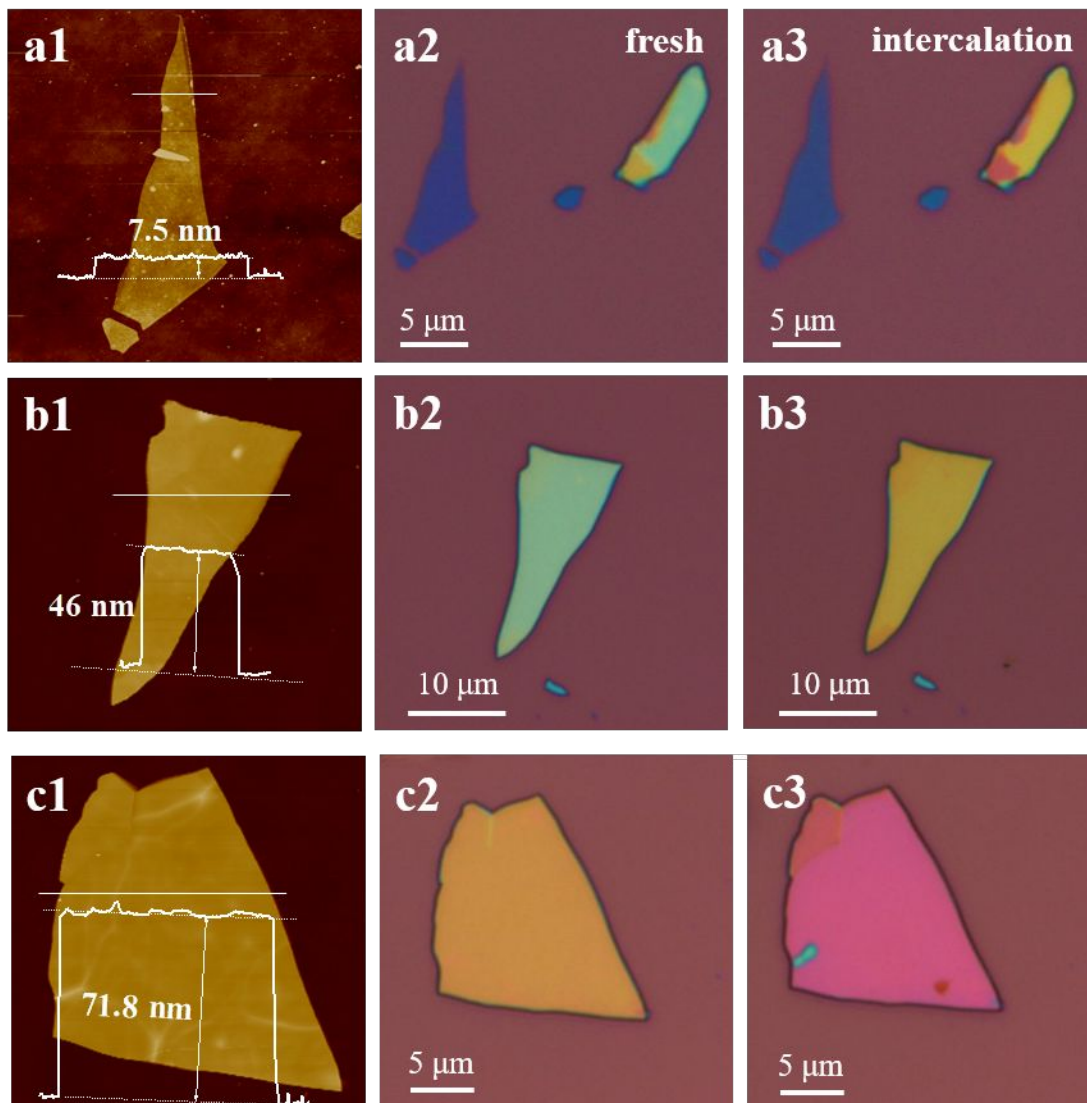 a1
a2
fresh
a3
intercalation
7.5 nm
5 μm
5 μm
b1
b2
b3
46 nm
10 μm
10 μm
c1
c2
c3
71.8 nm
5 μm
5 μm